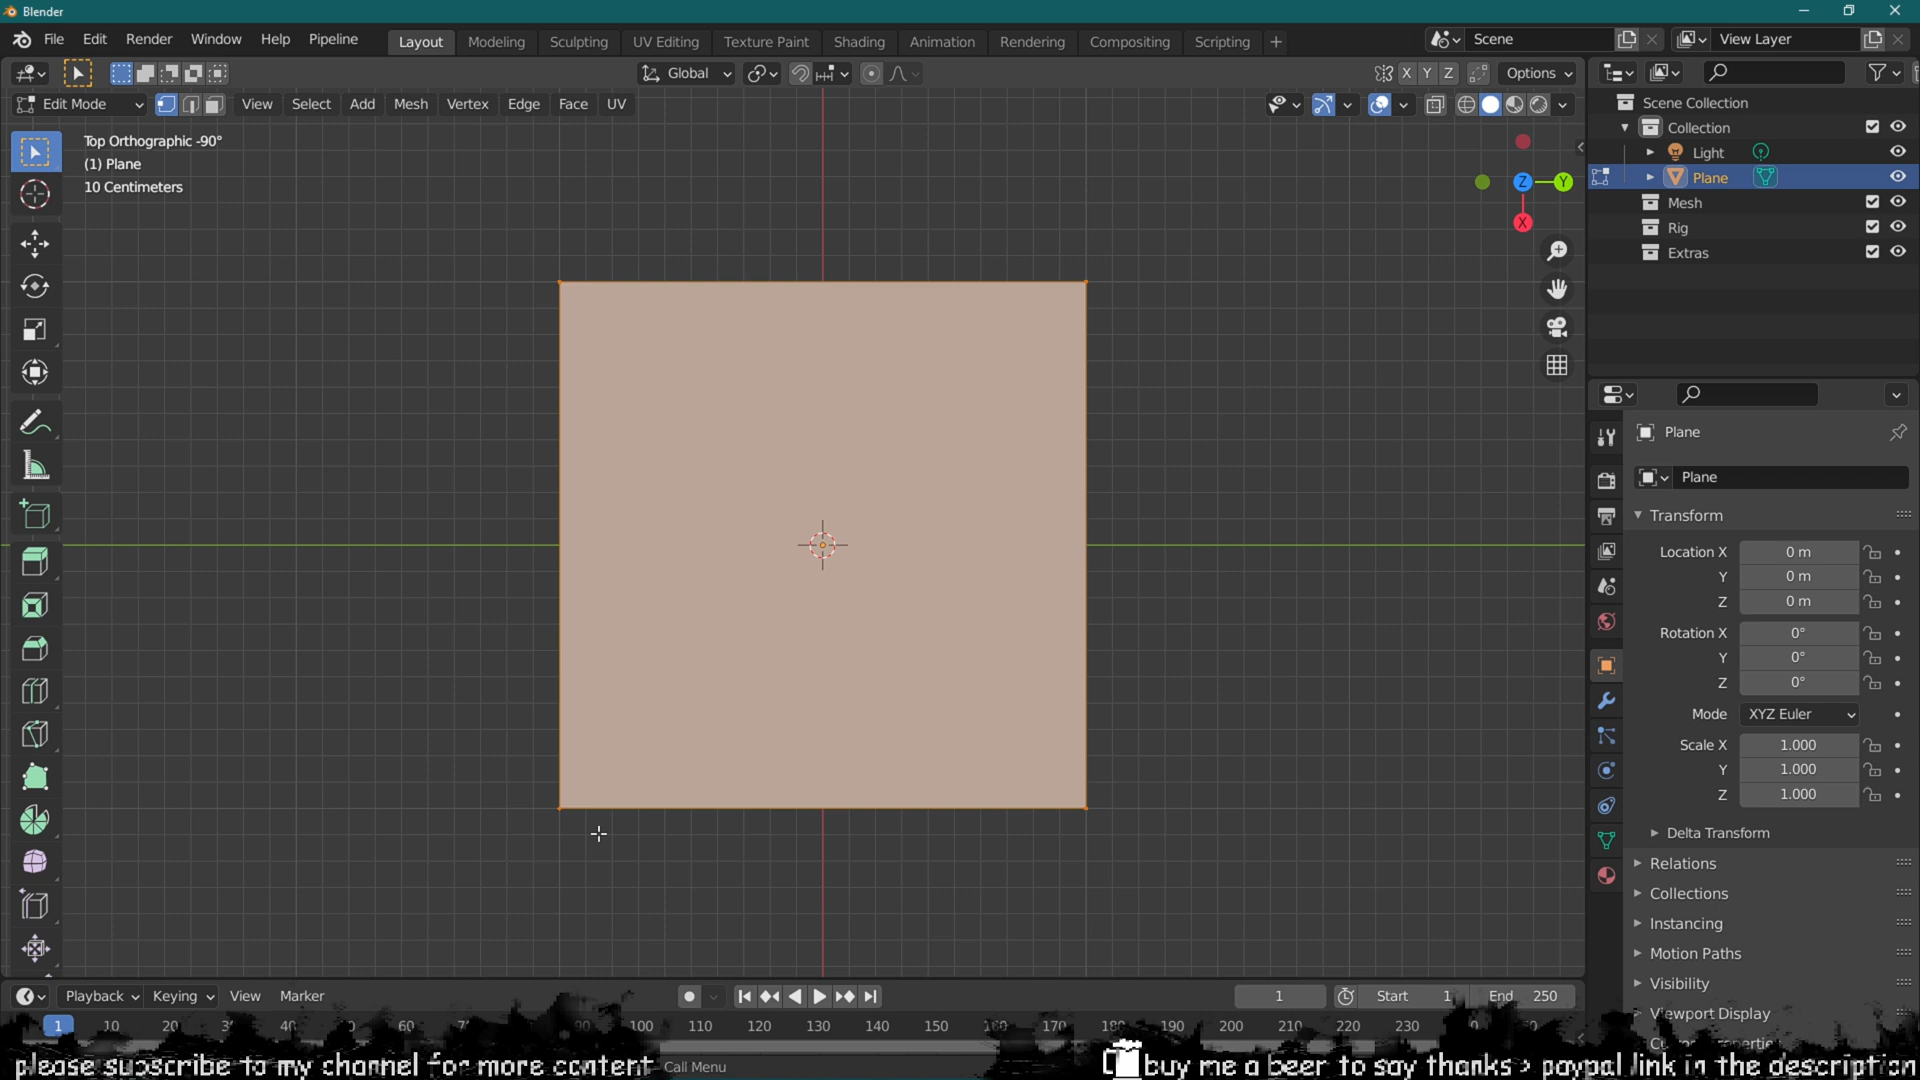 Blender
File Edit Render Window Help Pipeline Layout Modeling Sculpting UV Editing Texture Paint Shading Animation Rendering Compositing Scripting + Scene View Layer
Global X Y Z Options
Edit Mode View Select Add Mesh Vertex Edge Face UV
Top Orthographic -90°
(1) Plane
10 Centimeters
Z Y
X
Scene Collection
Collection
Light
Plane
Mesh
Rig
Extras
Plane
Plane
Transform
Location X 0 m
Y 0 m
Z 0 m
Rotation X 0°
Y 0°
Z 0°
Mode XYZ Euler
Scale X 1.000
Y 1.000
Z 1.000
Delta Transform
Relations
Collections
Instancing
Motion Paths
Visibility
Viewport Display
Playback Keying View Marker 1 Start 1 End 250
1 10 20 40 60 90 100 110 120 130 140 150 160 170 180 190 200 210 220 230
please subscribe to my channel for more content Call Menu buy me a beer to say thanks > paypal link in the description